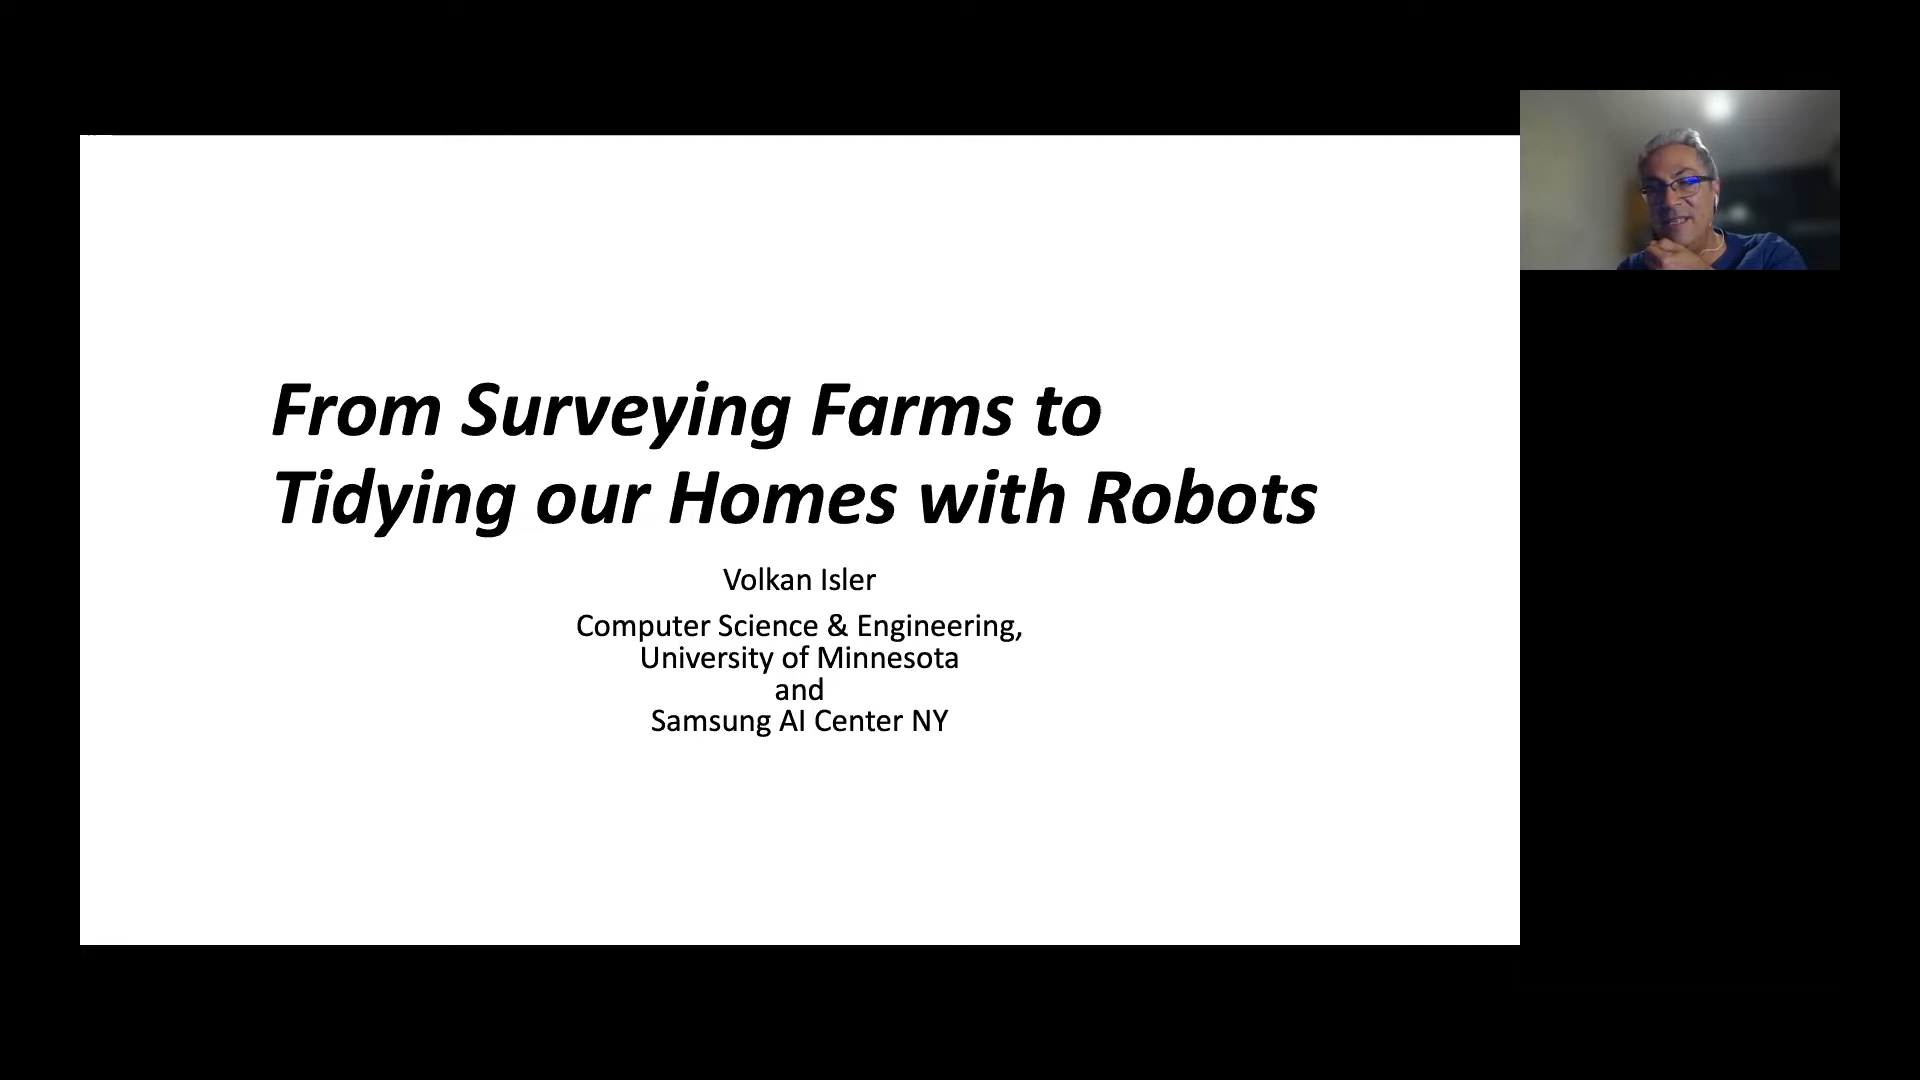 From Surveying Farms to
Tidying our Homes with Robots
Volkan Isler
Computer Science & Engineering,
University of Minnesota
and
Samsung AI Center NY